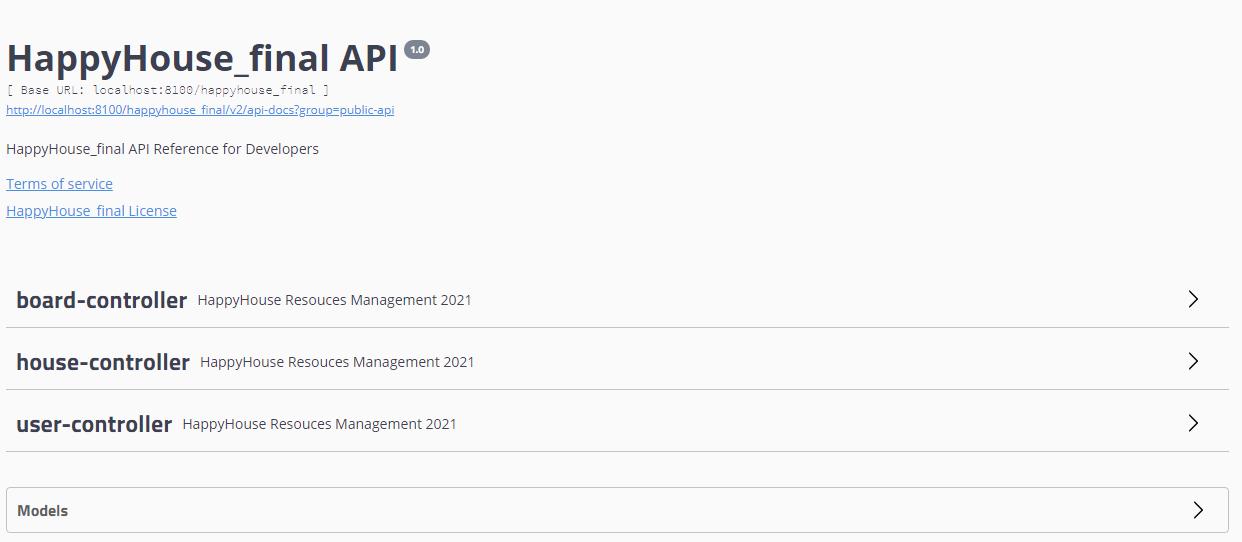 HappyHouse_final API 1.0
[ Base URL: localhost:8100/happyhouse_final ]
http://localhost:8100/happyhouse_final/v2/api-docs?group=public-api
HappyHouse_final API Reference for Developers
Terms of service
HappyHouse_final License
board-controller HappyHouse Resouces Management 2021
house-controller HappyHouse Resouces Management 2021
user-controller HappyHouse Resouces Management 2021
Models